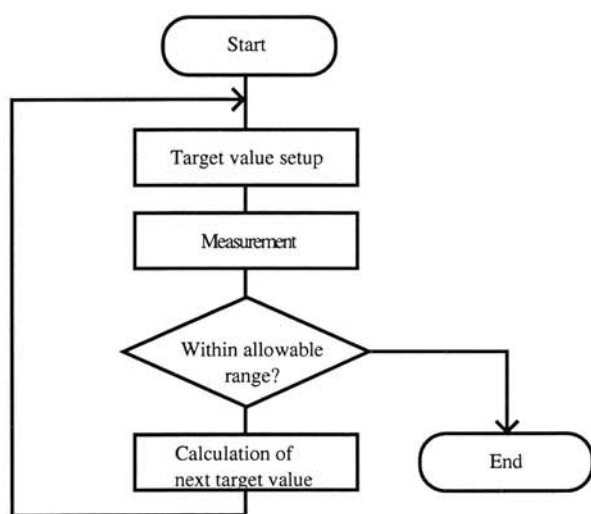 Start
Target value setup
Measurement
Within allowable
range?
Calculation of
next target value
End